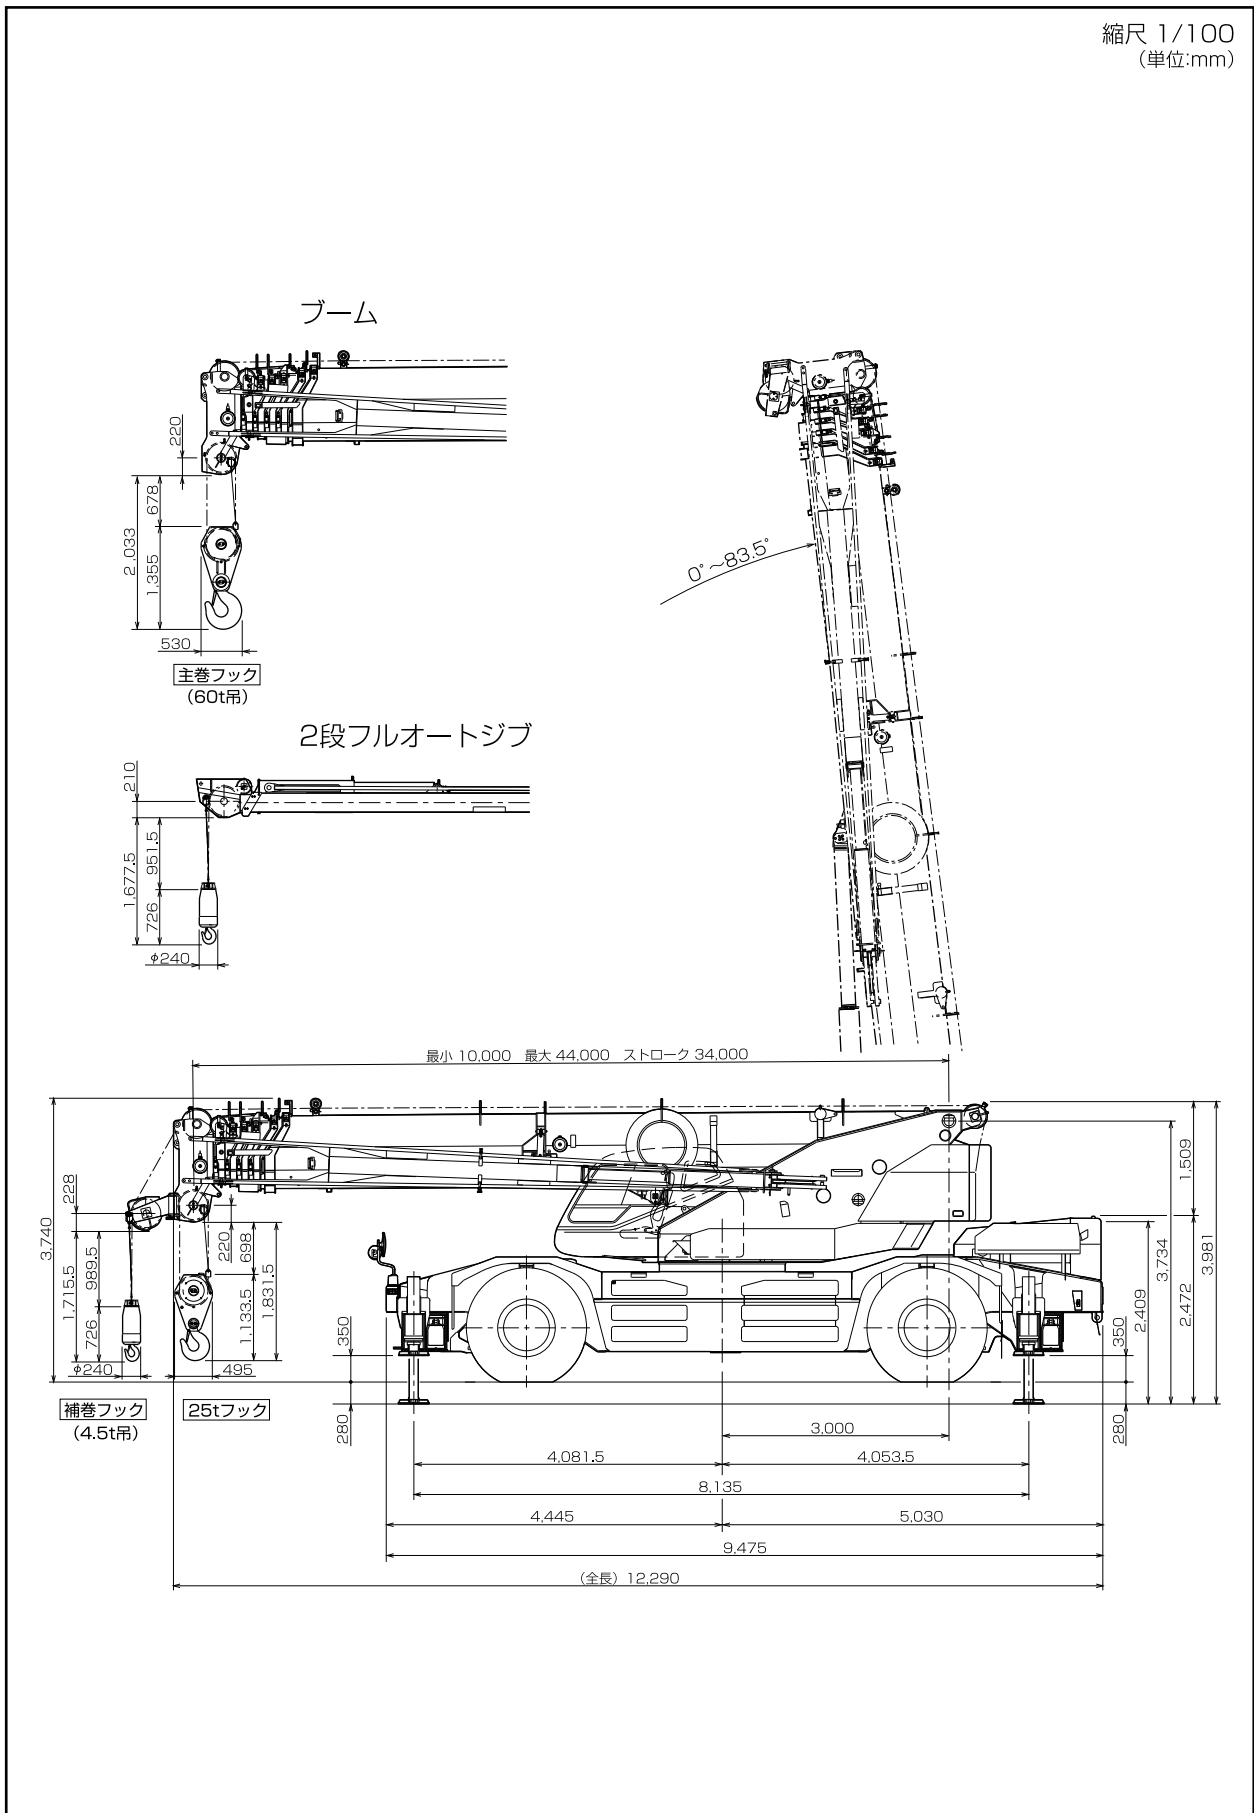 縮尺 1/100
(単位:mm)
ブーム
220
678
2,033
1,355
530
主巻フック
(60t吊)
0°～83.5°
2段フルオートジブ
210
951.5
1,677.5
726
φ240
最小 10,000 最大 44,000 ストローク 34,000
228
3,740
989.5
1,715.5
726
φ240
220
698
1,133.5
1,831.5
495
補巻フック
(4.5t吊)
25tフック
350
280
1,509
3,734
3,981
2,472
2,409
350
280
3,000
4,081.5
4,053.5
8,135
4,445
5,030
9,475
(全長) 12,290